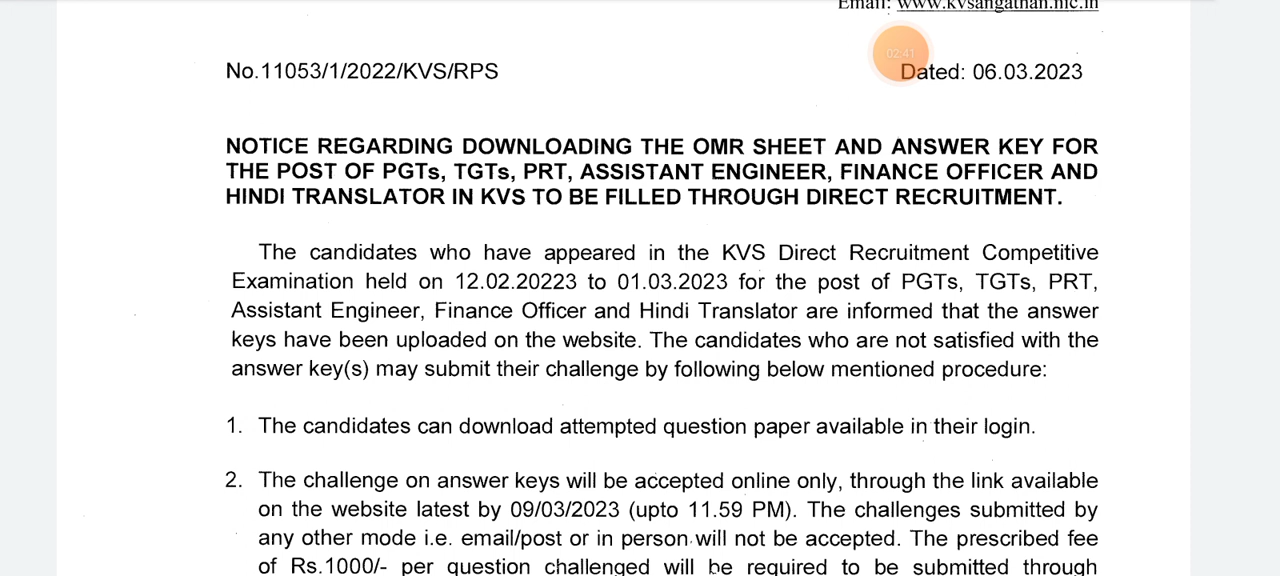 Email: www.kvsangathan.nic.in
02:41
No.11053/1/2022/KVS/RPS Dated: 06.03.2023
NOTICE REGARDING DOWNLOADING THE OMR SHEET AND ANSWER KEY FOR
THE POST OF PGTs, TGTs, PRT, ASSISTANT ENGINEER, FINANCE OFFICER AND
HINDI TRANSLATOR IN KVS TO BE FILLED THROUGH DIRECT RECRUITMENT.
The candidates who have appeared in the KVS Direct Recruitment Competitive
Examination held on 12.02.20223 to 01.03.2023 for the post of PGTs, TGTs, PRT,
Assistant Engineer, Finance Officer and Hindi Translator are informed that the answer
keys have been uploaded on the website. The candidates who are not satisfied with the
answer key(s) may submit their challenge by following below mentioned procedure:
1. The candidates can download attempted question paper available in their login.
2. The challenge on answer keys will be accepted online only, through the link available
on the website latest by 09/03/2023 (upto 11.59 PM). The challenges submitted by
any other mode i.e. email/post or in person will not be accepted. The prescribed fee
of Rs.1000/- per question challenged will be required to be submitted through